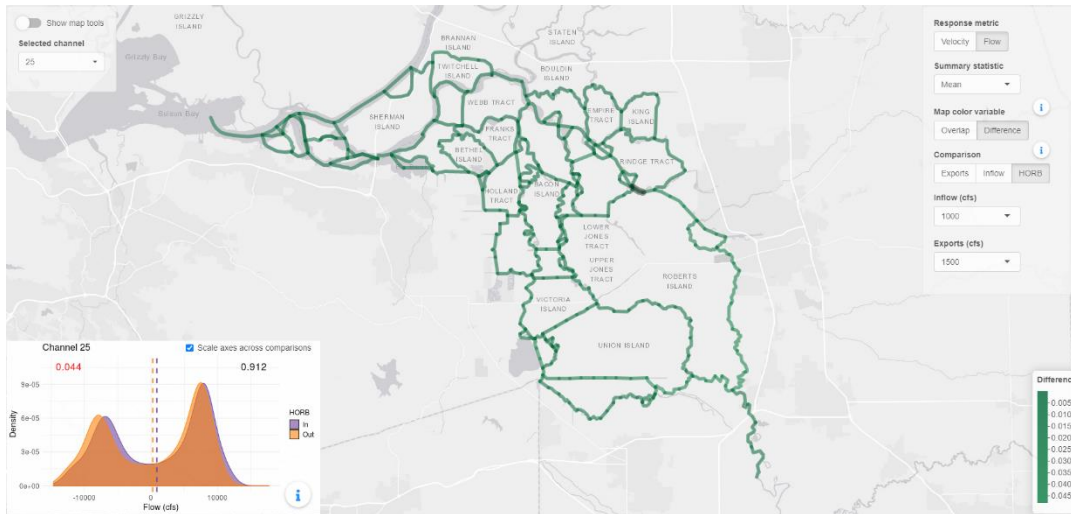 Show map tools
Selected channel
25
GRIZZLY
ISLAND
Grizzly Bay
Suisun Bay
BRANNAN
ISLAND
TWITCHELL
ISLAND
STATEN
ISLAND
BOULDIN
ISLAND
SHERMAN
ISLAND
WEBB TRACT
EMPIRE
TRACT
KING
ISLAND
FRANKS
TRACT
BETHEL
ISLAND
RINDGE TRACT
HOLLAND
TRACT
BACON
ISLAND
LOWER
JONES
TRACT
UPPER
JONES
TRACT
ROBERTS
ISLAND
VICTORIA
ISLAND
UNION ISLAND
Response metric
Velocity Flow
Summary statistic
Mean
Map color variable
i
Overlap Difference
Comparison
i
Exports Inflow HORB
Inflow (cfs)
1000
Exports (cfs)
1500
Channel 25
Scale axes across comparisons
0.044
0.912
9e-05
6e-05
3e-05
0e+00
Density
-10000
0
10000
Flow (cfs)
HORB
In
Out
i
Difference
0.005
0.010
0.015
0.020
0.025
0.030
0.035
0.040
0.045